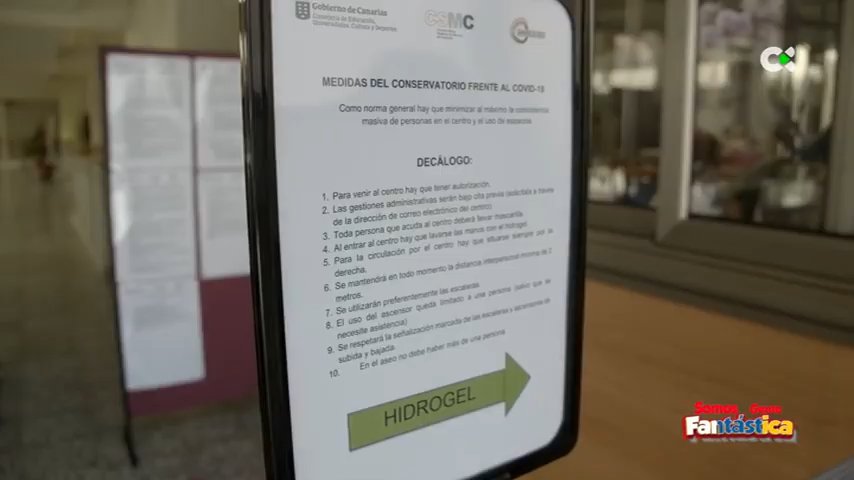 Gobierno de Canarias
Consejería de Educación,
Universidades, Cultura y Deportes
CSMC
MEDIDAS DEL CONSERVATORIO FRENTE AL COVID-19
Como norma general hay que minimizar al máximo la concurrencia
masiva de personas en el centro y el uso del ascensor.
DECÁLOGO:
1. Para venir al centro hay que tener autorización.
2. Las gestiones administrativas serán bajo cita previa (solicitala a través
de la dirección de correo electrónico del centro)
3. Toda persona que acuda al centro deberá llevar mascarilla.
4. Al entrar al centro hay que lavarse las manos con el hidrogel.
5. Para la circulación por el centro hay que situarse siempre por la
derecha.
6. Se mantendrá en todo momento la distancia interpersonal mínima de 2
metros.
7. Se utilizarán preferentemente las escaleras.
8. El uso del ascensor queda limitado a una persona (salvo que se
necesite asistencia)
9. Se respetará la señalización marcada de las escaleras y ascensores de
subida y bajada.
10. En el aseo no debe haber más de una persona.
HIDROGEL
Somos Gente
Fantástica